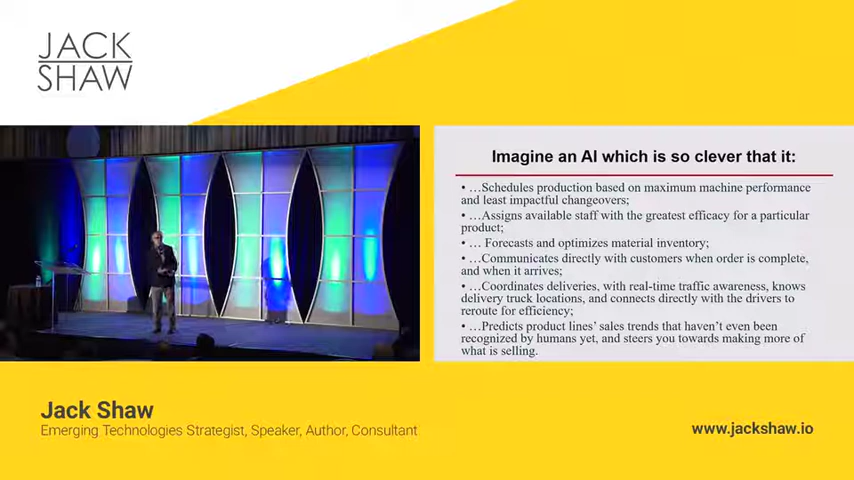 JACK
SHAW
Imagine an AI which is so clever that it:
• …Schedules production based on maximum machine performance
and least impactful changeovers;
• …Assigns available staff with the greatest efficacy for a particular
product;
• … Forecasts and optimizes material inventory;
• …Communicates directly with customers when order is complete,
and when it arrives;
• …Coordinates deliveries, with real-time traffic awareness, knows
delivery truck locations, and connects directly with the drivers to
reroute for efficiency;
• …Predicts product lines’ sales trends that haven’t even been
recognized by humans yet, and steers you towards making more of
what is selling.
Jack Shaw
Emerging Technologies Strategist, Speaker, Author, Consultant
www.jackshaw.io